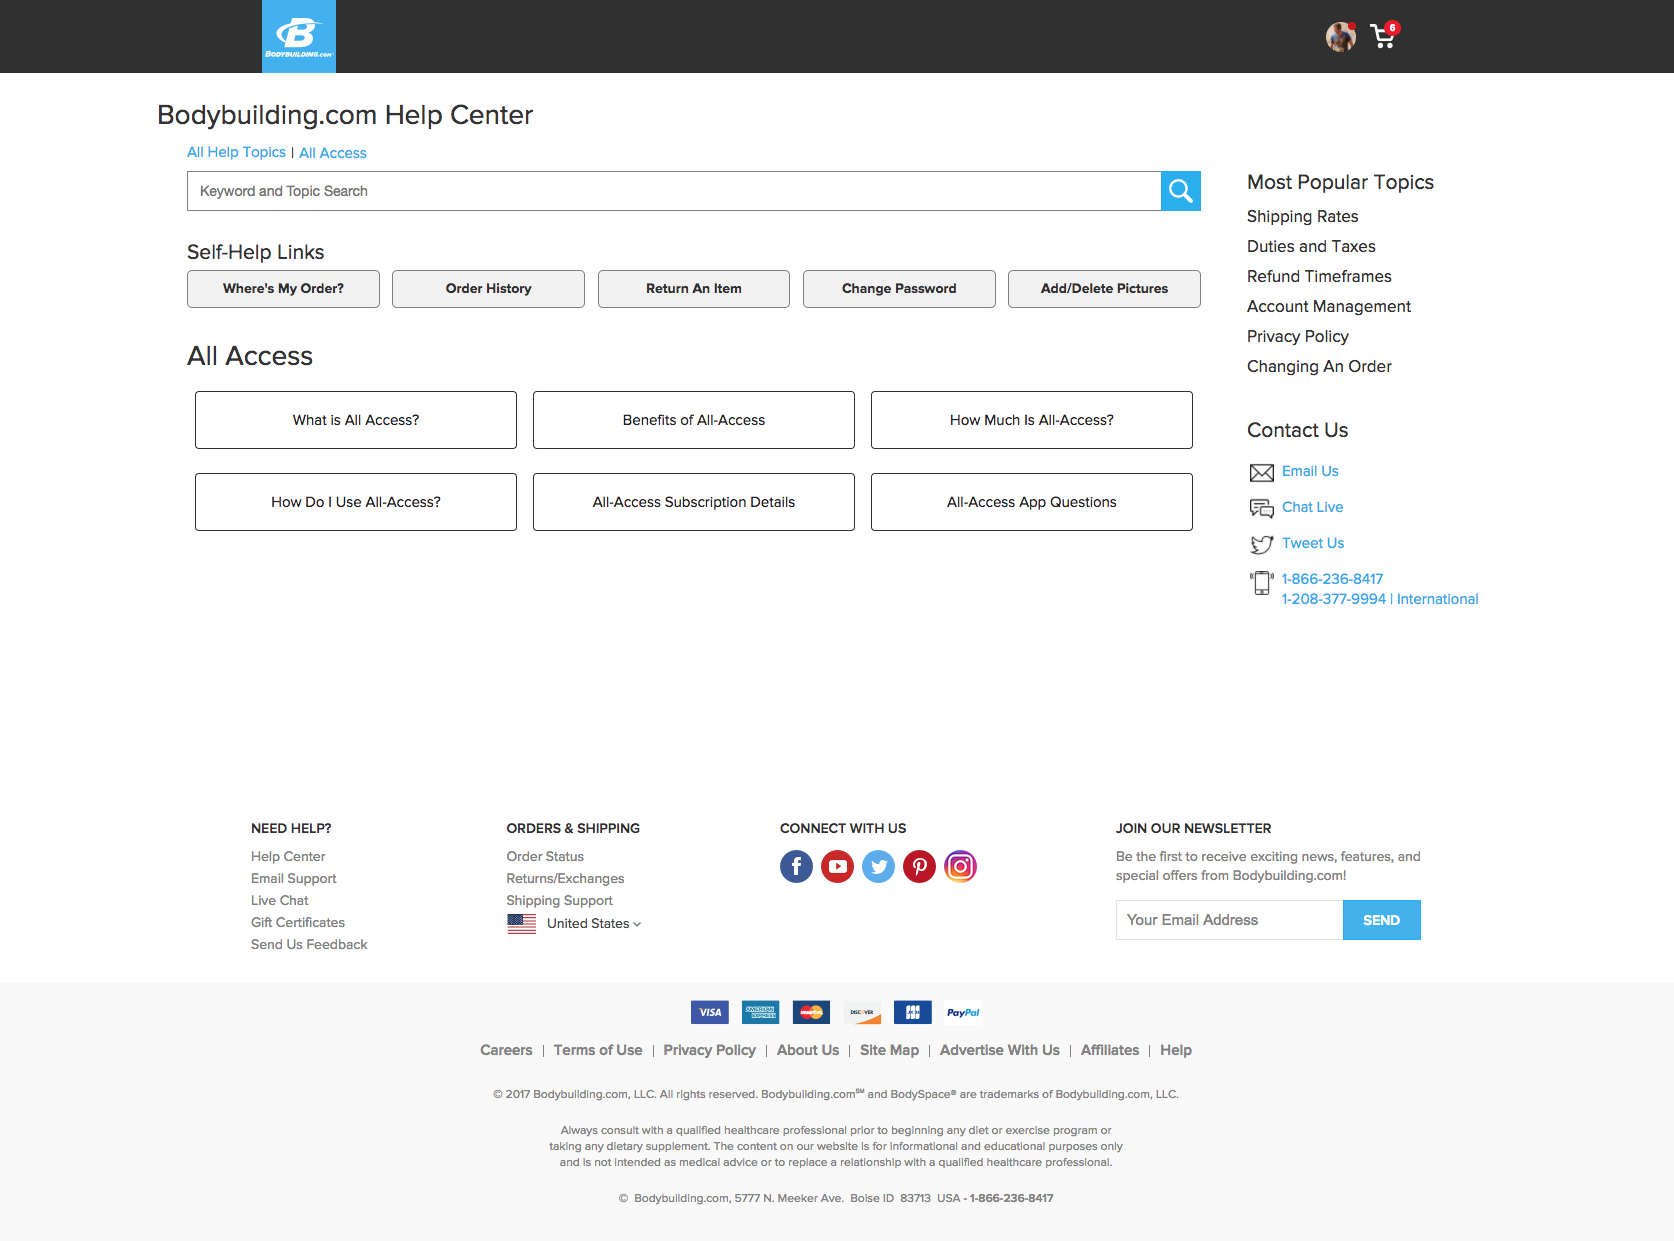 BODYBUILDING.COM
6
Bodybuilding.com Help Center
All Help Topics | All Access
Keyword and Topic Search
Self-Help Links
Where's My Order?
Order History
Return An Item
Change Password
Add/Delete Pictures
All Access
What is All Access?
Benefits of All-Access
How Much Is All-Access?
How Do I Use All-Access?
All-Access Subscription Details
All-Access App Questions
Most Popular Topics
Shipping Rates
Duties and Taxes
Refund Timeframes
Account Management
Privacy Policy
Changing An Order
Contact Us
Email Us
Chat Live
Tweet Us
1-866-236-8417
1-208-377-9994 | International
NEED HELP?
Help Center
Email Support
Live Chat
Gift Certificates
Send Us Feedback
ORDERS & SHIPPING
Order Status
Returns/Exchanges
Shipping Support
United States
CONNECT WITH US
JOIN OUR NEWSLETTER
Be the first to receive exciting news, features, and
special offers from Bodybuilding.com!
Your Email Address
SEND
VISA
AMERICAN EXPRESS
MasterCard
DISCOVER
JCB
PayPal
Careers | Terms of Use | Privacy Policy | About Us | Site Map | Advertise With Us | Affiliates | Help
© 2017 Bodybuilding.com, LLC. All rights reserved. Bodybuilding.com℠ and BodySpace® are trademarks of Bodybuilding.com, LLC.
Always consult with a qualified healthcare professional prior to beginning any diet or exercise program or
taking any dietary supplement. The content on our website is for informational and educational purposes only
and is not intended as medical advice or to replace a relationship with a qualified healthcare professional.
© Bodybuilding.com, 5777 N. Meeker Ave. Boise ID 83713 USA - 1-866-236-8417